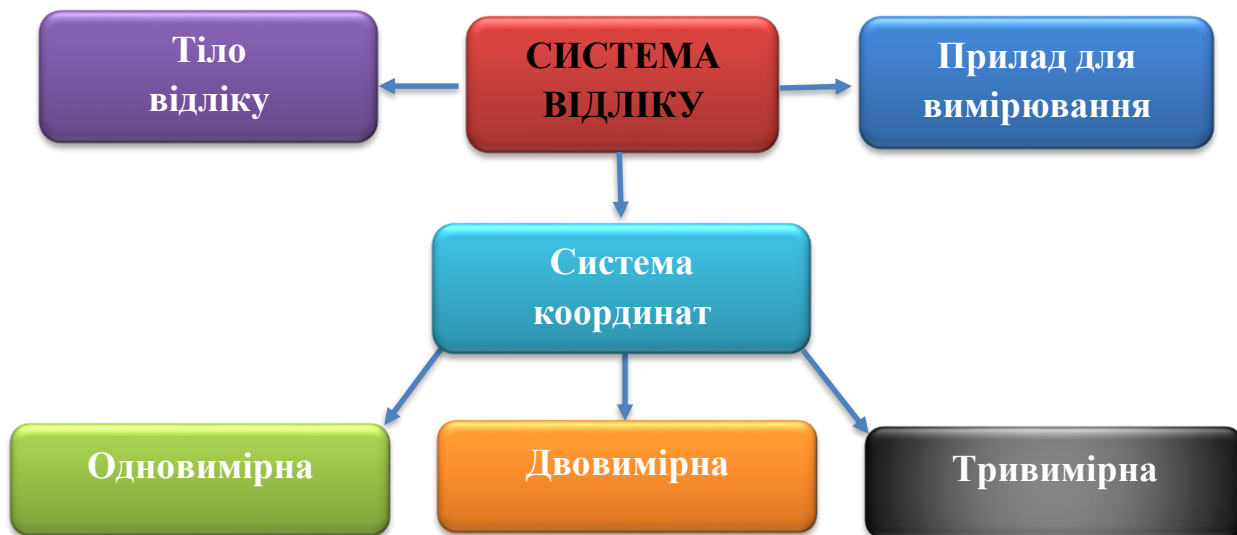 Тіло
відліку
СИСТЕМА
ВІДЛІКУ
Прилад для
вимірювання
Система
координат
Одновимірна
Двовимірна
Тривимірна